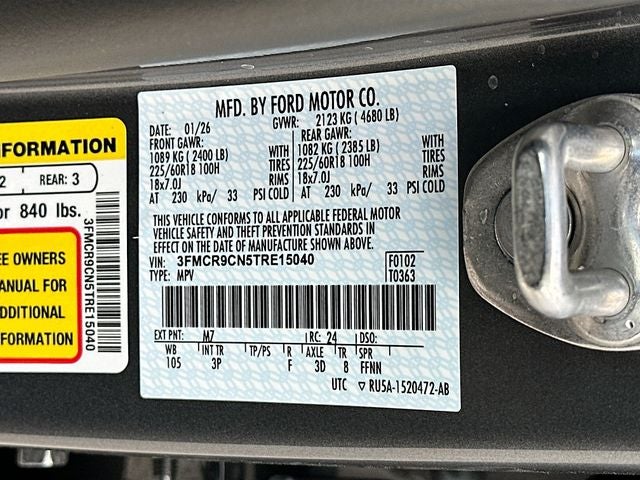 INFORMATION
2 REAR: 3
or 840 lbs.
EE OWNERS
ANUAL FOR
DDITIONAL
FORMATION
3FMCR9CN5TRE15040
MFD. BY FORD MOTOR CO.
DATE: 01/26 GVWR: 2123 KG ( 4680 LB)
FRONT GAWR: REAR GAWR:
1089 KG ( 2400 LB) WITH 1082 KG ( 2385 LB) WITH
225/60R18 100H TIRES 225/60R18 100H TIRES
18x7.0J RIMS 18x7.0J RIMS
AT 230 kPa/ 33 PSI COLD AT 230 kPa/ 33 PSI COLD
THIS VEHICLE CONFORMS TO ALL APPLICABLE FEDERAL MOTOR
VEHICLE SAFETY AND THEFT PREVENTION STANDARDS IN
EFFECT ON THE DATE OF MANUFACTURE SHOWN ABOVE.
VIN: 3FMCR9CN5TRE15040 F0102
TYPE: MPV T0363
EXT PNT: M7 RC: 24 DSO:
WB INT TR TP/PS R AXLE TR SPR
105 3P F 3D 8 FFNN
UTC ▽ RU5A-1520472-AB